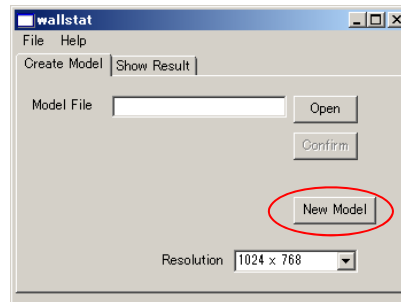 wallstat
File Help
Create Model Show Result
Model File Open
Confirm
New Model
Resolution 1024 x 768